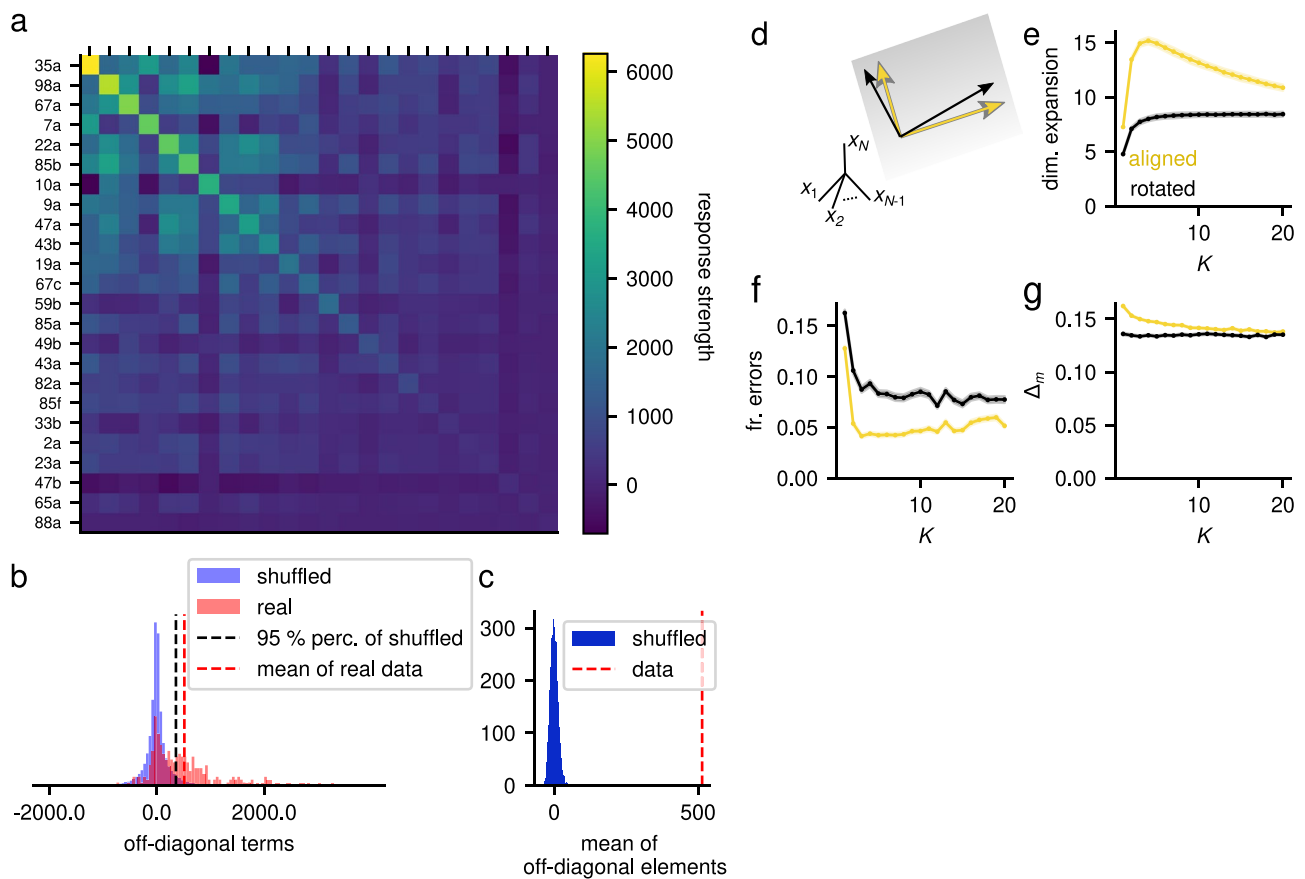 a
35a
98a
67a
7a
22a
85b
10a
9a
47a
43b
19a
67c
59b
85a
49b
43a
82a
85f
33b
2a
23a
47b
65a
88a
6000
5000
4000
3000
2000
1000
0
response strength
b
shuffled
real
95 % perc. of shuffled
mean of real data
-2000.0 0.0 2000.0
off-diagonal terms
c
300
200
100
0
shuffled
data
0 500
mean of
off-diagonal elements
d
x_N
x_1
x_2
x_{N-1}
e
15
10
5
0
dim. expansion
aligned
rotated
10 20
K
f
0.15
0.10
0.05
0.00
fr. errors
10 20
K
g
0.15
0.10
0.05
0.00
Δ_m
10 20
K